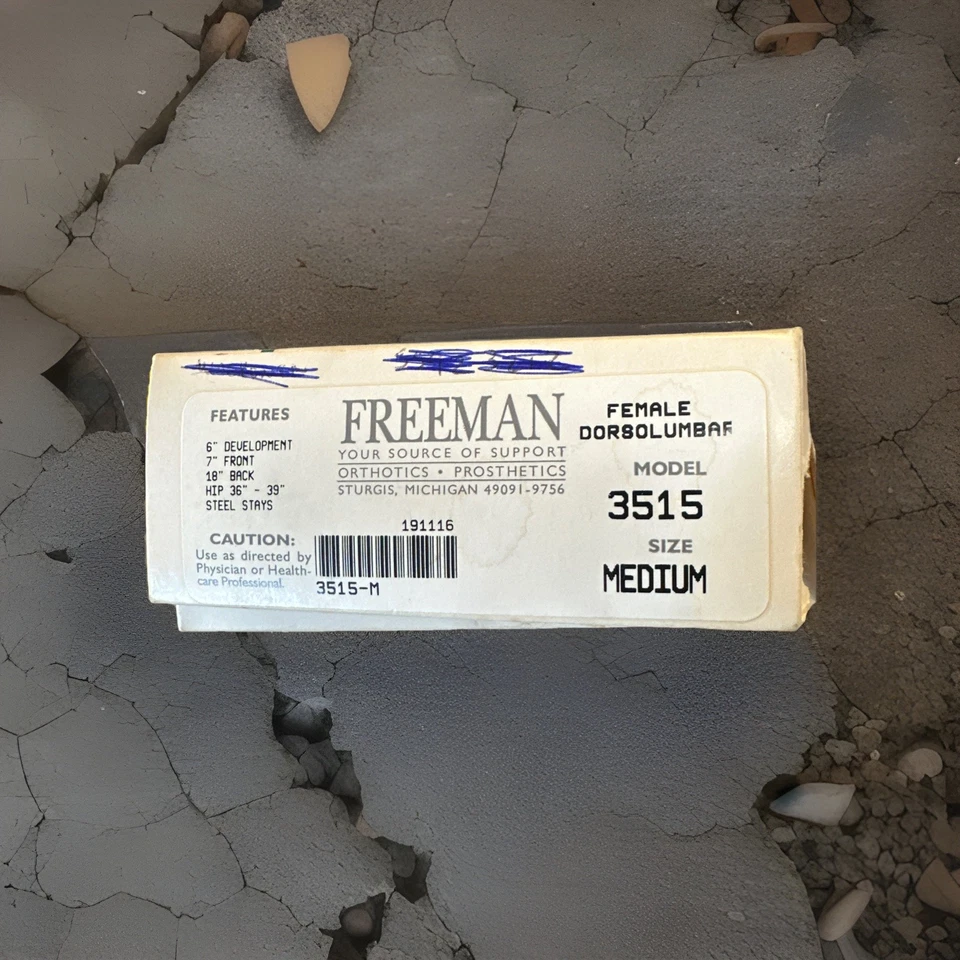 FEATURES
6" DEVELOPMENT
7" FRONT
18" BACK
HIP 36" - 39"
STEEL STAYS
CAUTION:
Use as directed by
Physician or Health-
care Professional.
FREEMAN
YOUR SOURCE OF SUPPORT
ORTHOTICS • PROSTHETICS
STURGIS, MICHIGAN 49091-9756
191116
3515-M
FEMALE
DORSOLUMBAR
MODEL
3515
SIZE
MEDIUM